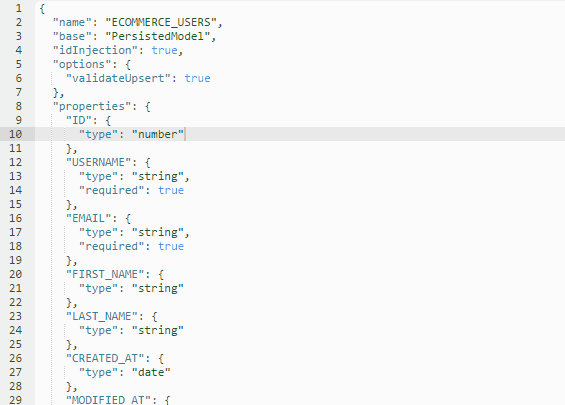 1 {
2 "name": "ECOMMERCE_USERS",
3 "base": "PersistedModel",
4 "idInjection": true,
5 "options": {
6 "validateUpsert": true
7 },
8 "properties": {
9 "ID": {
10 "type": "number"
11 },
12 "USERNAME": {
13 "type": "string",
14 "required": true
15 },
16 "EMAIL": {
17 "type": "string",
18 "required": true
19 },
20 "FIRST_NAME": {
21 "type": "string"
22 },
23 "LAST_NAME": {
24 "type": "string"
25 },
26 "CREATED_AT": {
27 "type": "date"
28 },
29 "MODIFIED_AT": {